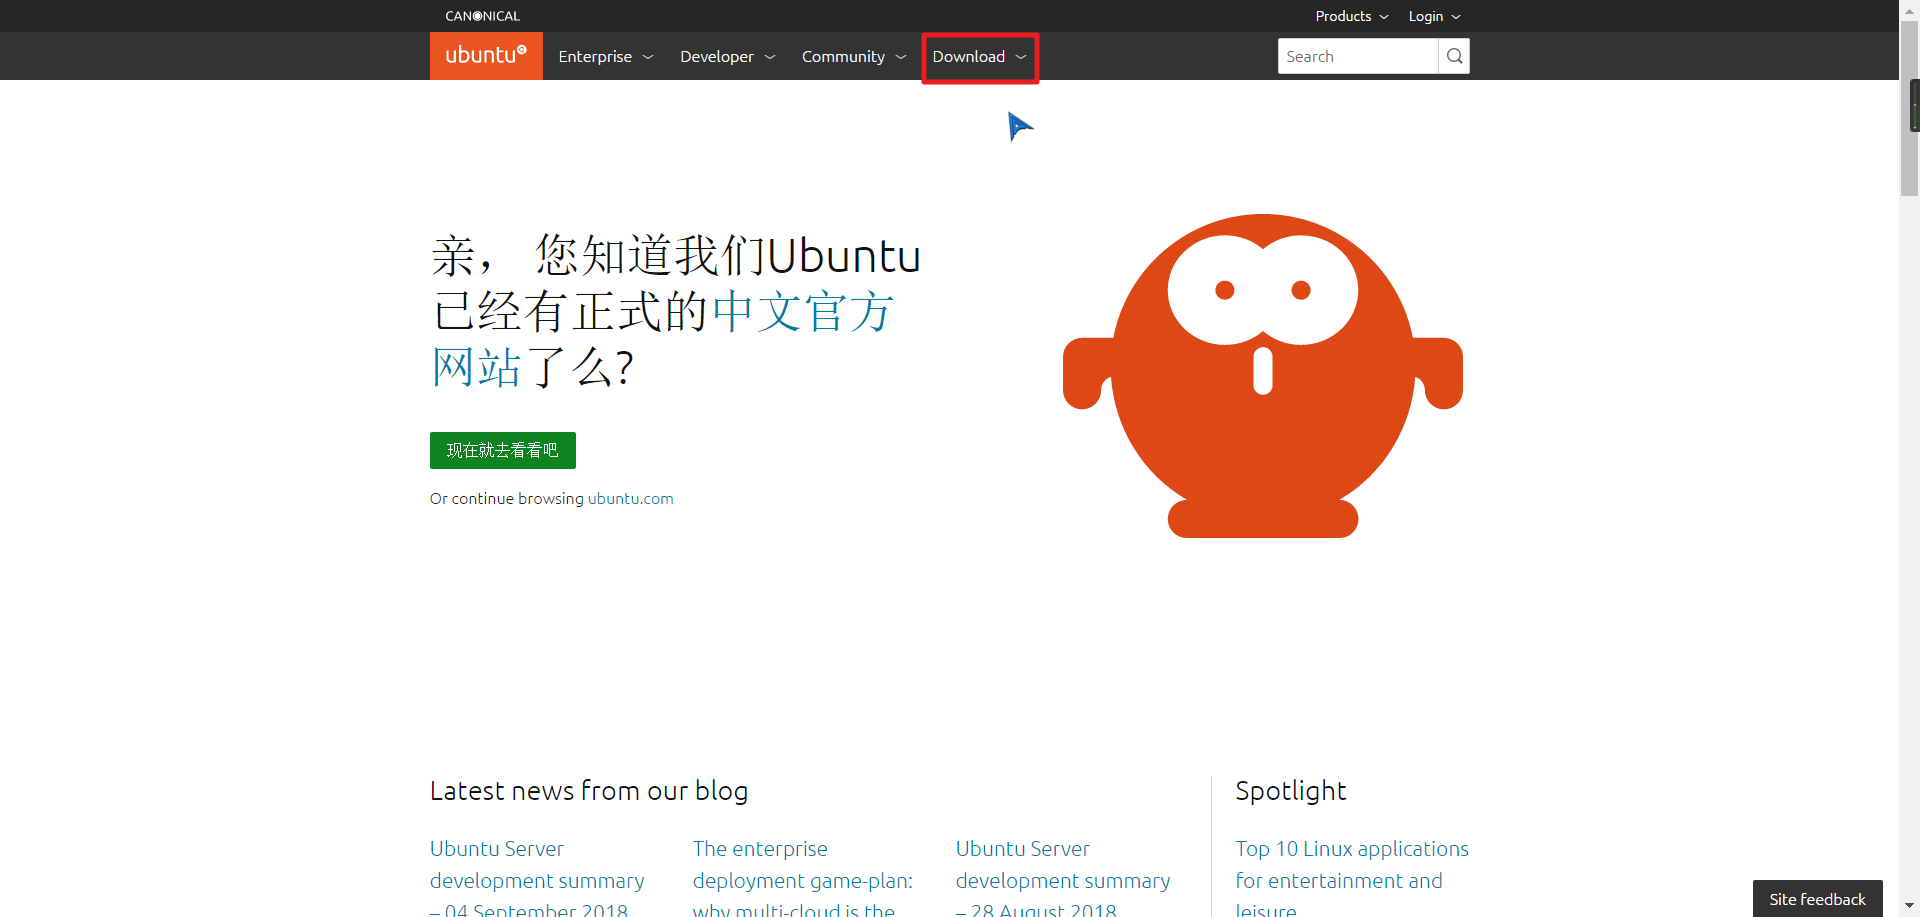 CANONICAL
Products
Login
ubuntu
Enterprise
Developer
Community
Download
Search
亲， 您知道我们Ubuntu
已经有正式的中文官方
网站了么?
现在就去看看吧
Or continue browsing ubuntu.com
Latest news from our blog
Spotlight
Ubuntu Server
development summary
– 04 September 2018
The enterprise
deployment game-plan:
why multi-cloud is the
Ubuntu Server
development summary
– 28 August 2018
Top 10 Linux applications
for entertainment and
leisure
Site feedback